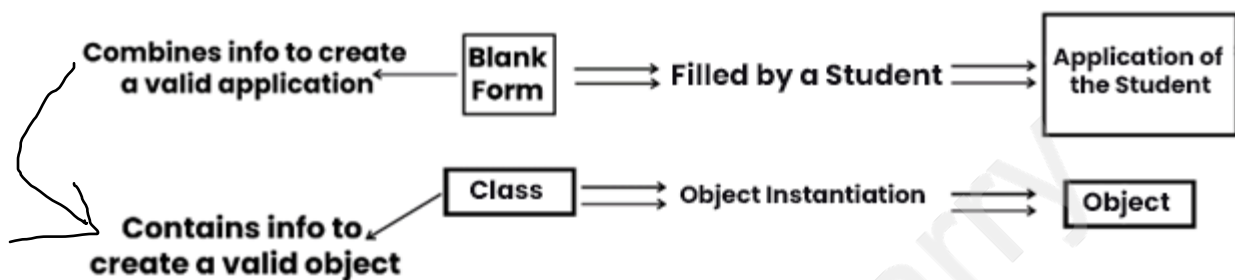 Combines info to create
a valid application
Blank
Form
Filled by a Student
Application of
the Student
Class
Object Instantiation
Object
Contains info to
create a valid object